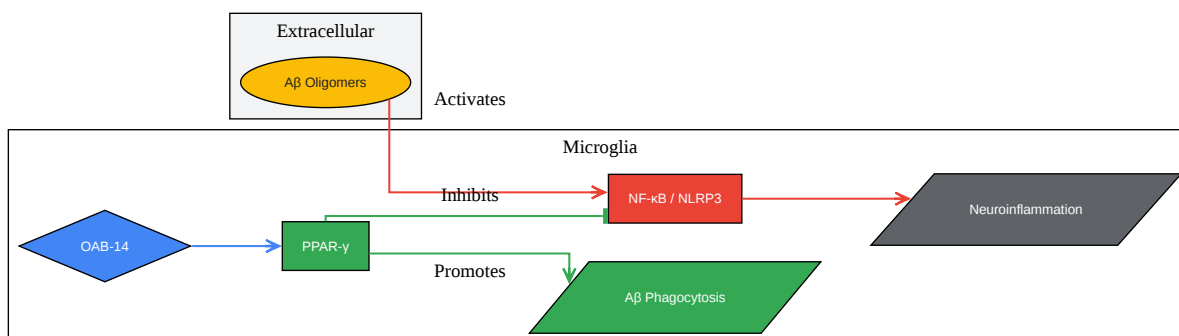 Extracellular
Aβ Oligomers
Activates
Microglia
Inhibits
NF-κB / NLRP3
Neuroinflammation
OAB-14
PPAR-γ
Promotes
Aβ Phagocytosis